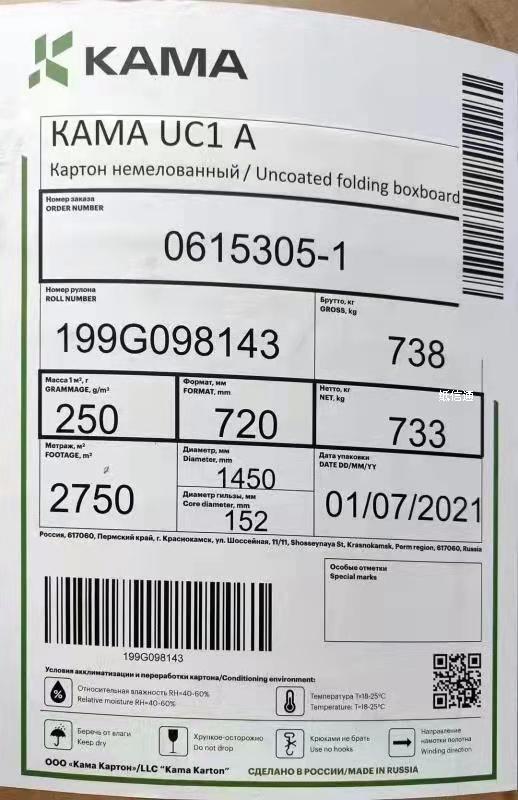 КАМА
KAMA UC1 A
Картон немелованный / Uncoated folding boxboard
Номер заказа
ORDER NUMBER
0615305-1
Номер рулона
ROLL NUMBER
199G098143
Брутто, кг
GROSS, kg
738
Масса 1 м², г
GRAMMAGE, g/m²
250
Формат, мм
FORMAT, mm
720
Нетто, кг
NET, kg
733
纸信通
Метраж, м²
FOOTAGE, m²
2750
Диаметр, мм
Diameter, mm
1450
Диаметр гильзы, мм
Core diameter, mm
152
Дата упаковки
DATE DD/MM/YY
01/07/2021
Россия, 617060, Пермский край, г. Краснокамск, ул. Шоссейная, 11/11, Shosseynaya St, Krasnokamsk, Perm region, 617060, Russia
Особые отметки
Special marks
199G098143
Условия акклиматизации и переработки картона/Conditioning environment:
Относительная влажность RH=40-60%
Relative moisture RH=40-60%
Температура T=18-25°C
Temperature: T=18-25°C
Беречь от влаги
Keep dry
Хрупкое-осторожно
Do not drop
Крюками не брать
Use no hooks
Направление
намотки полотна
Winding direction
ООО «Кама Картон»/LLC "Kama Karton"
СДЕЛАНО В РОССИИ/MADE IN RUSSIA